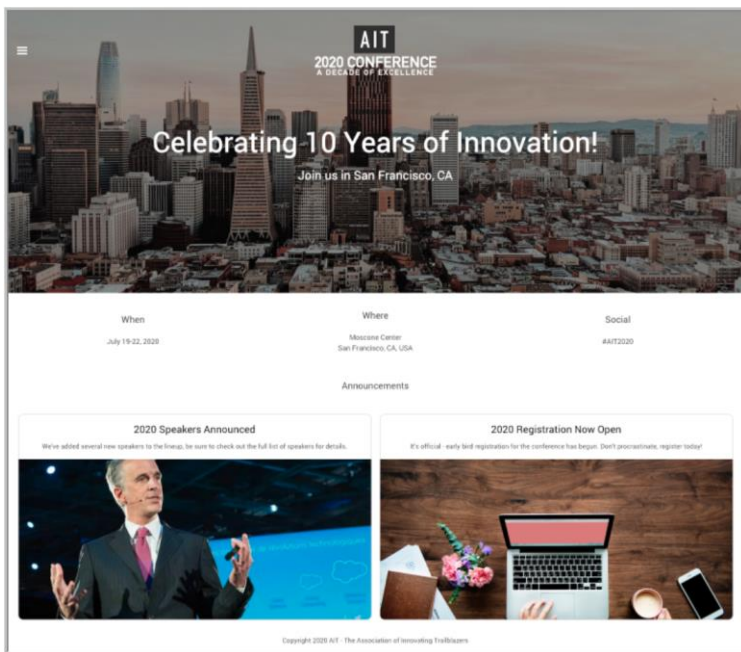 AIT
2020 CONFERENCE
A DECADE OF EXCELLENCE
Celebrating 10 Years of Innovation!
Join us in San Francisco, CA
When
July 19-22, 2020
Where
Moscone Center
San Francisco, CA, USA
Social
#AIT2020
Announcements
2020 Speakers Announced
We've added several new speakers to the lineup, be sure to check out the full list of speakers for details.
2020 Registration Now Open
It's official - early bird registration for the conference has begun. Don't procrastinate, register today!
Copyright 2020 AIT - The Association of Innovating Trailblazers